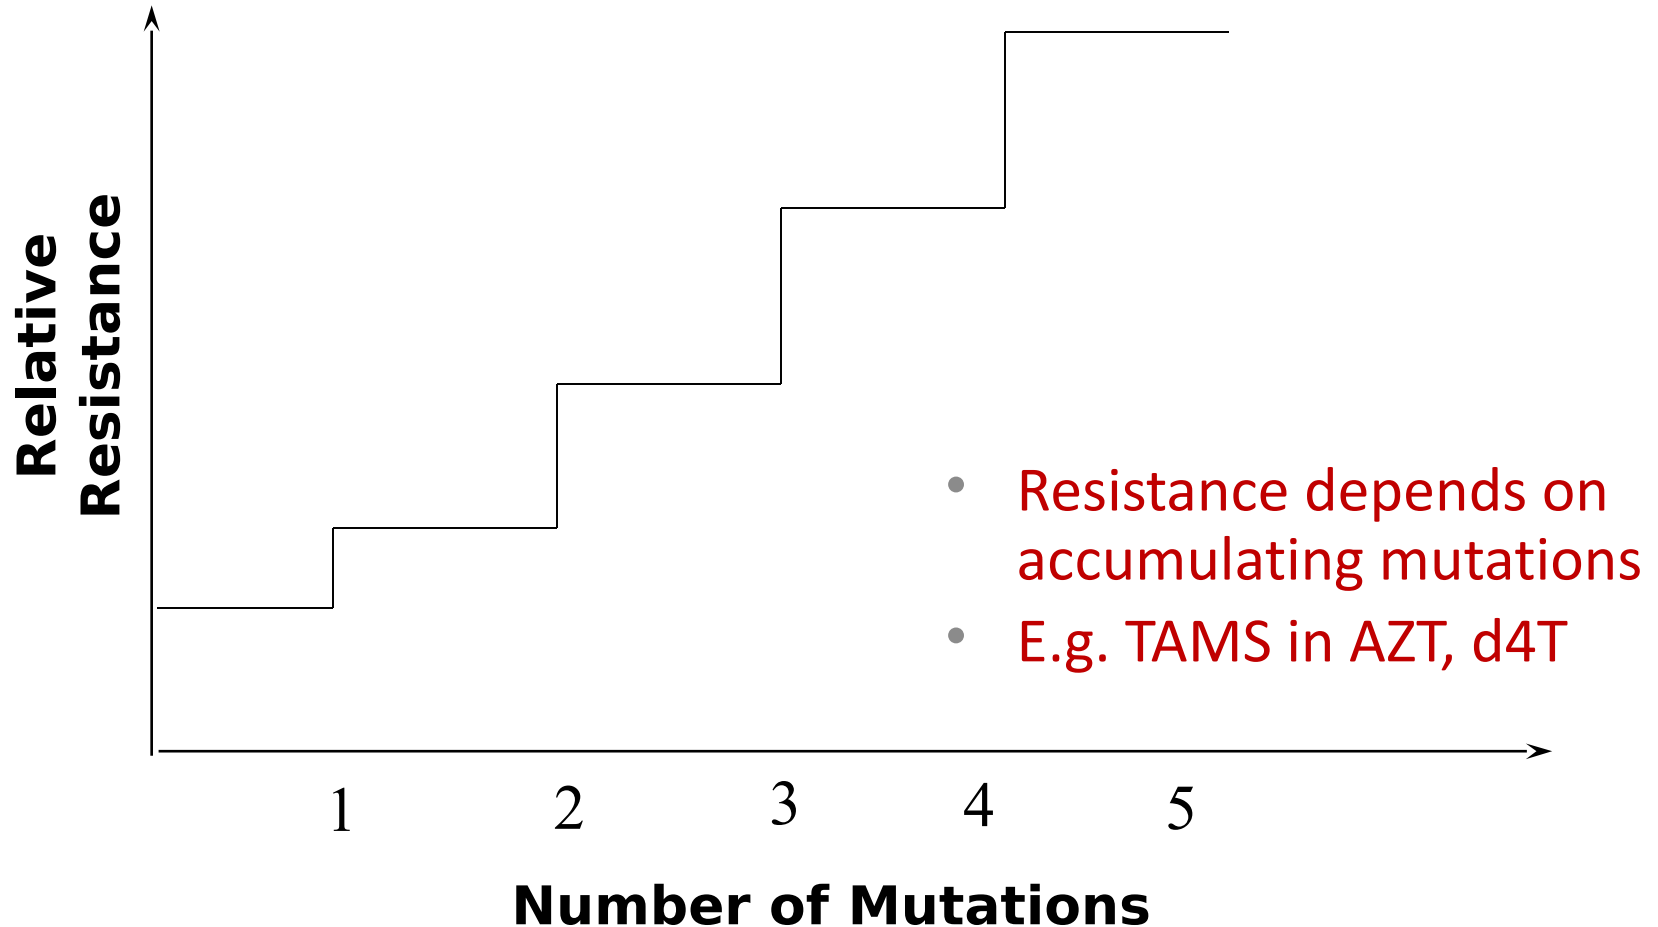 Relative
Resistance
• Resistance depends on
accumulating mutations
• E.g. TAMS in AZT, d4T
1 2 3 4 5
Number of Mutations